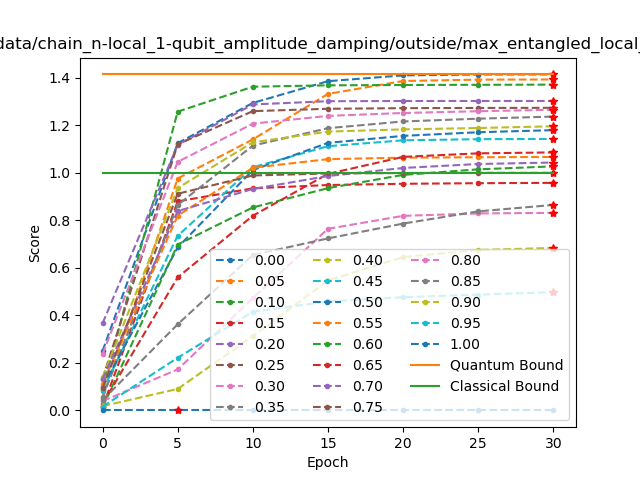 data/chain_n-local_1-qubit_amplitude_damping/outside/max_entangled_local_
Score
1.4
1.2
1.0
0.8
0.6
0.4
0.2
0.0
0.00 0.40 0.80
0.05 0.45 0.85
0.10 0.50 0.90
0.15 0.55 0.95
0.20 0.60 1.00
0.25 0.65 Quantum Bound
0.30 0.70 Classical Bound
0.35 0.75
0 5 10 15 20 25 30
Epoch